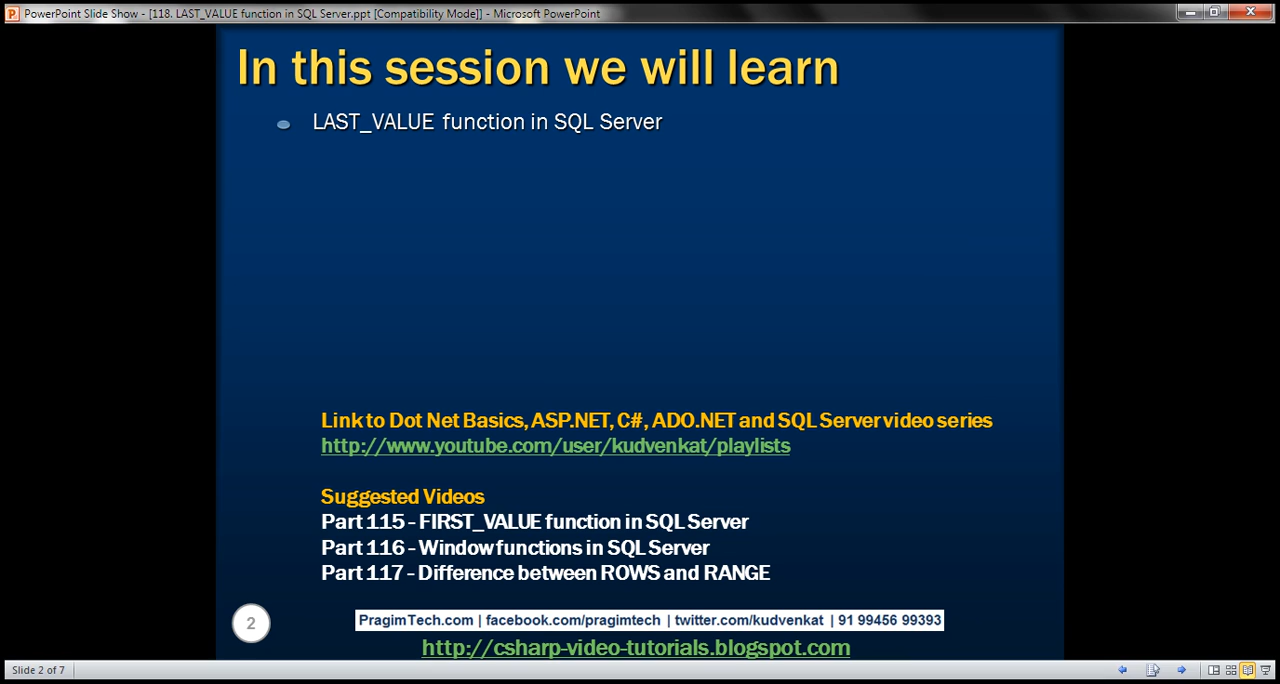 PowerPoint Slide Show - [118. LAST_VALUE function in SQL Server.ppt [Compatibility Mode]] - Microsoft PowerPoint
In this session we will learn
LAST_VALUE function in SQL Server
Link to Dot Net Basics, ASP.NET, C#, ADO.NET and SQL Server video series
http://www.youtube.com/user/kudvenkat/playlists
Suggested Videos
Part 115 - FIRST_VALUE function in SQL Server
Part 116 - Window functions in SQL Server
Part 117 - Difference between ROWS and RANGE
2
PragimTech.com | facebook.com/pragimtech | twitter.com/kudvenkat | 91 99456 99393
http://csharp-video-tutorials.blogspot.com
Slide 2 of 7